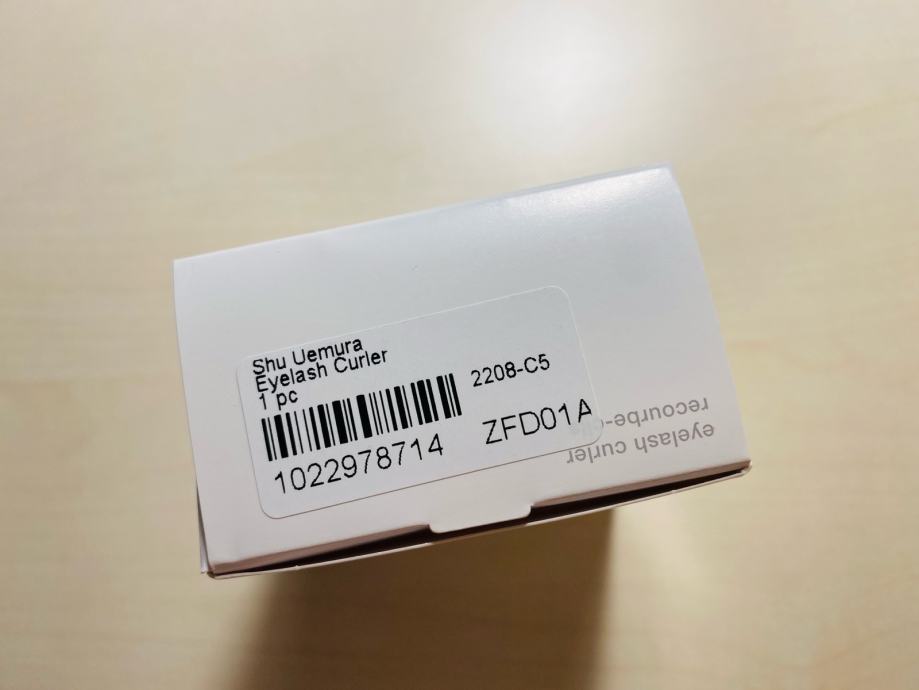 Shu Uemura
Eyelash Curler
1 pc
2208-C5
1022978714
ZFD01A
eyelash curler